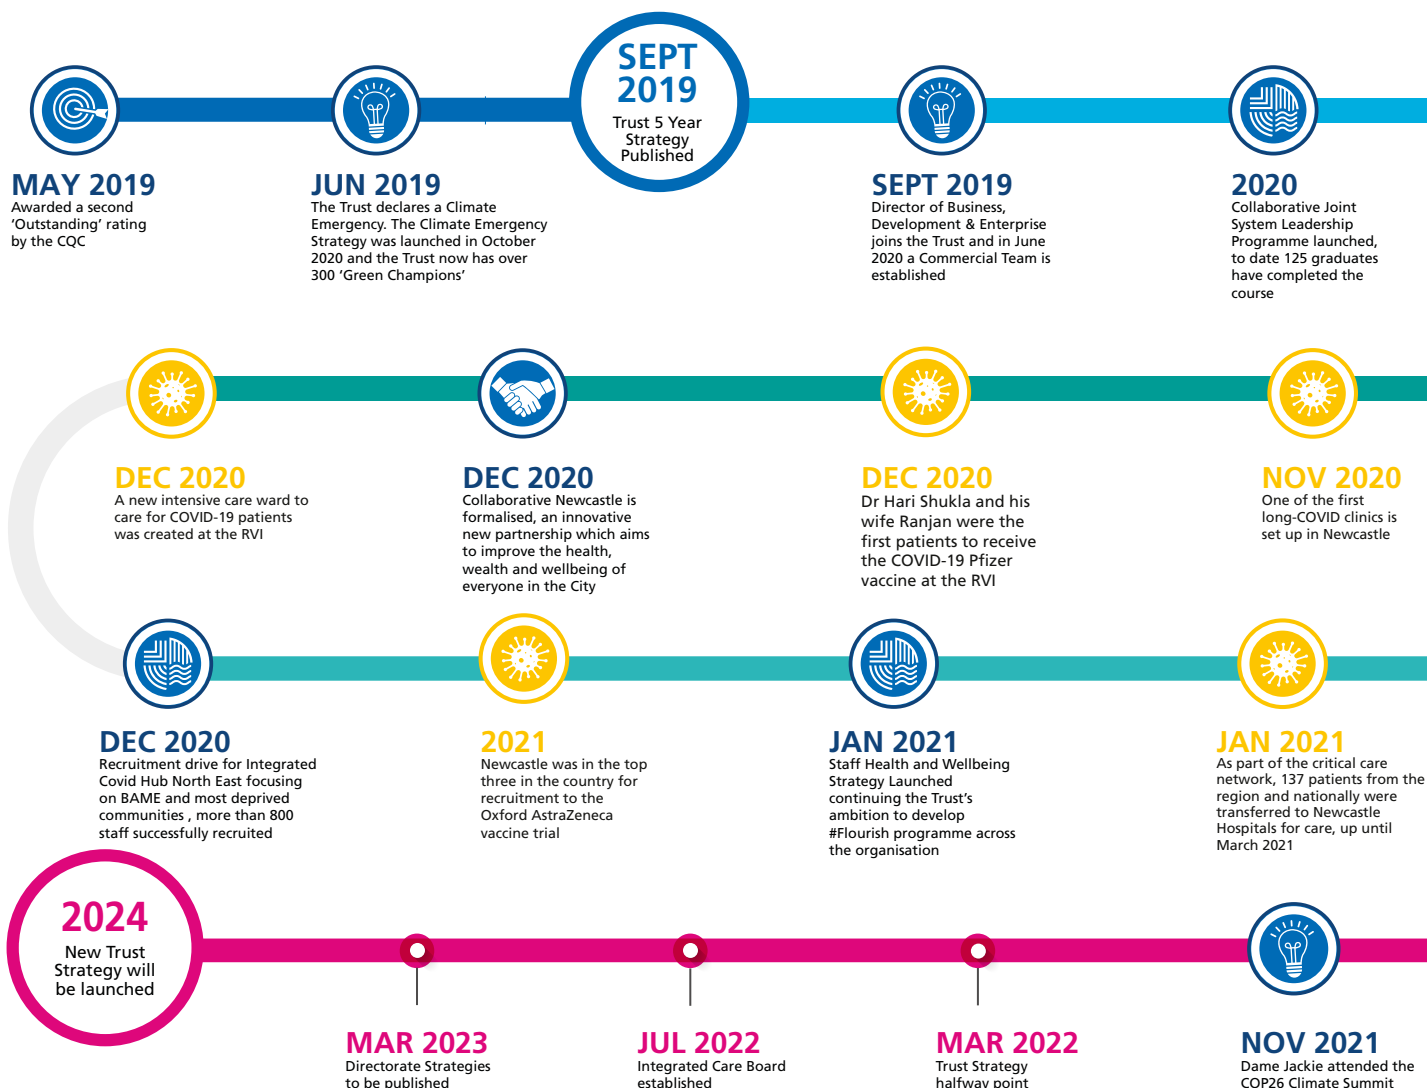 SEPT
2019
Trust 5 Year
Strategy
Published
MAY 2019
Awarded a second
‘Outstanding’ rating
by the CQC
JUN 2019
The Trust declares a Climate
Emergency. The Climate Emergency
Strategy was launched in October
2020 and the Trust now has over
300 ‘Green Champions’
SEPT 2019
Director of Business,
Development & Enterprise
joins the Trust and in June
2020 a Commercial Team is
established
2020
Collaborative Joint
System Leadership
Programme launched,
to date 125 graduates
have completed the
course
DEC 2020
A new intensive care ward to
care for COVID-19 patients
was created at the RVI
DEC 2020
Collaborative Newcastle is
formalised, an innovative
new partnership which aims
to improve the health,
wealth and wellbeing of
everyone in the City
DEC 2020
Dr Hari Shukla and his
wife Ranjan were the
first patients to receive
the COVID-19 Pfizer
vaccine at the RVI
NOV 2020
One of the first
long-COVID clinics is
set up in Newcastle
DEC 2020
Recruitment drive for Integrated
Covid Hub North East focusing
on BAME and most deprived
communities , more than 800
staff successfully recruited
2021
Newcastle was in the top
three in the country for
recruitment to the
Oxford AstraZeneca
vaccine trial
JAN 2021
Staff Health and Wellbeing
Strategy Launched
continuing the Trust’s
ambition to develop
#Flourish programme across
the organisation
JAN 2021
As part of the critical care
network, 137 patients from the
region and nationally were
transferred to Newcastle
Hospitals for care, up until
March 2021
2024
New Trust
Strategy will
be launched
MAR 2023
Directorate Strategies
to be published
JUL 2022
Integrated Care Board
established
MAR 2022
Trust Strategy
halfway point
NOV 2021
Dame Jackie attended the
COP26 Climate Summit